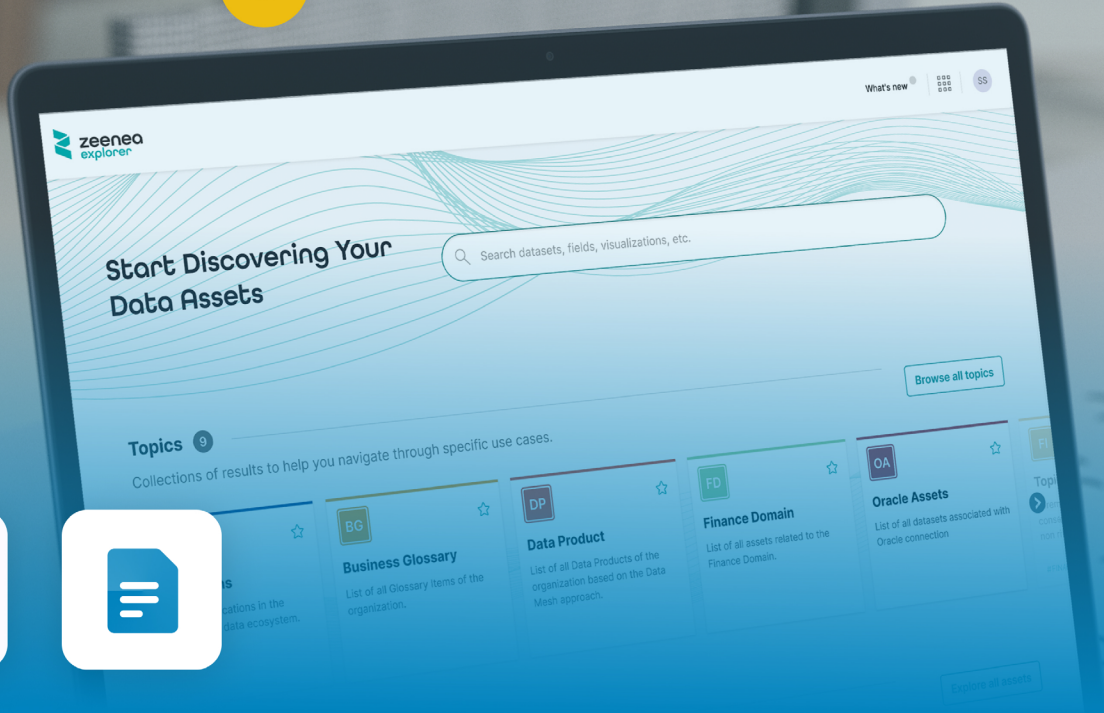 What's new
SS
zeenea
explorer
Start Discovering Your
Data Assets
Search datasets, fields, visualizations, etc.
Browse all topics
Topics 9
Collections of results to help you navigate through specific use cases.
BG
Business Glossary
List of all Glossary Items of the
organization.
DP
Data Product
List of all Data Products of the
organization based on the Data
Mesh approach.
FD
Finance Domain
List of all assets related to the
Finance Domain.
OA
Oracle Assets
List of all datasets associated with
Oracle connection
in the
data ecosystem.
Explore all assets